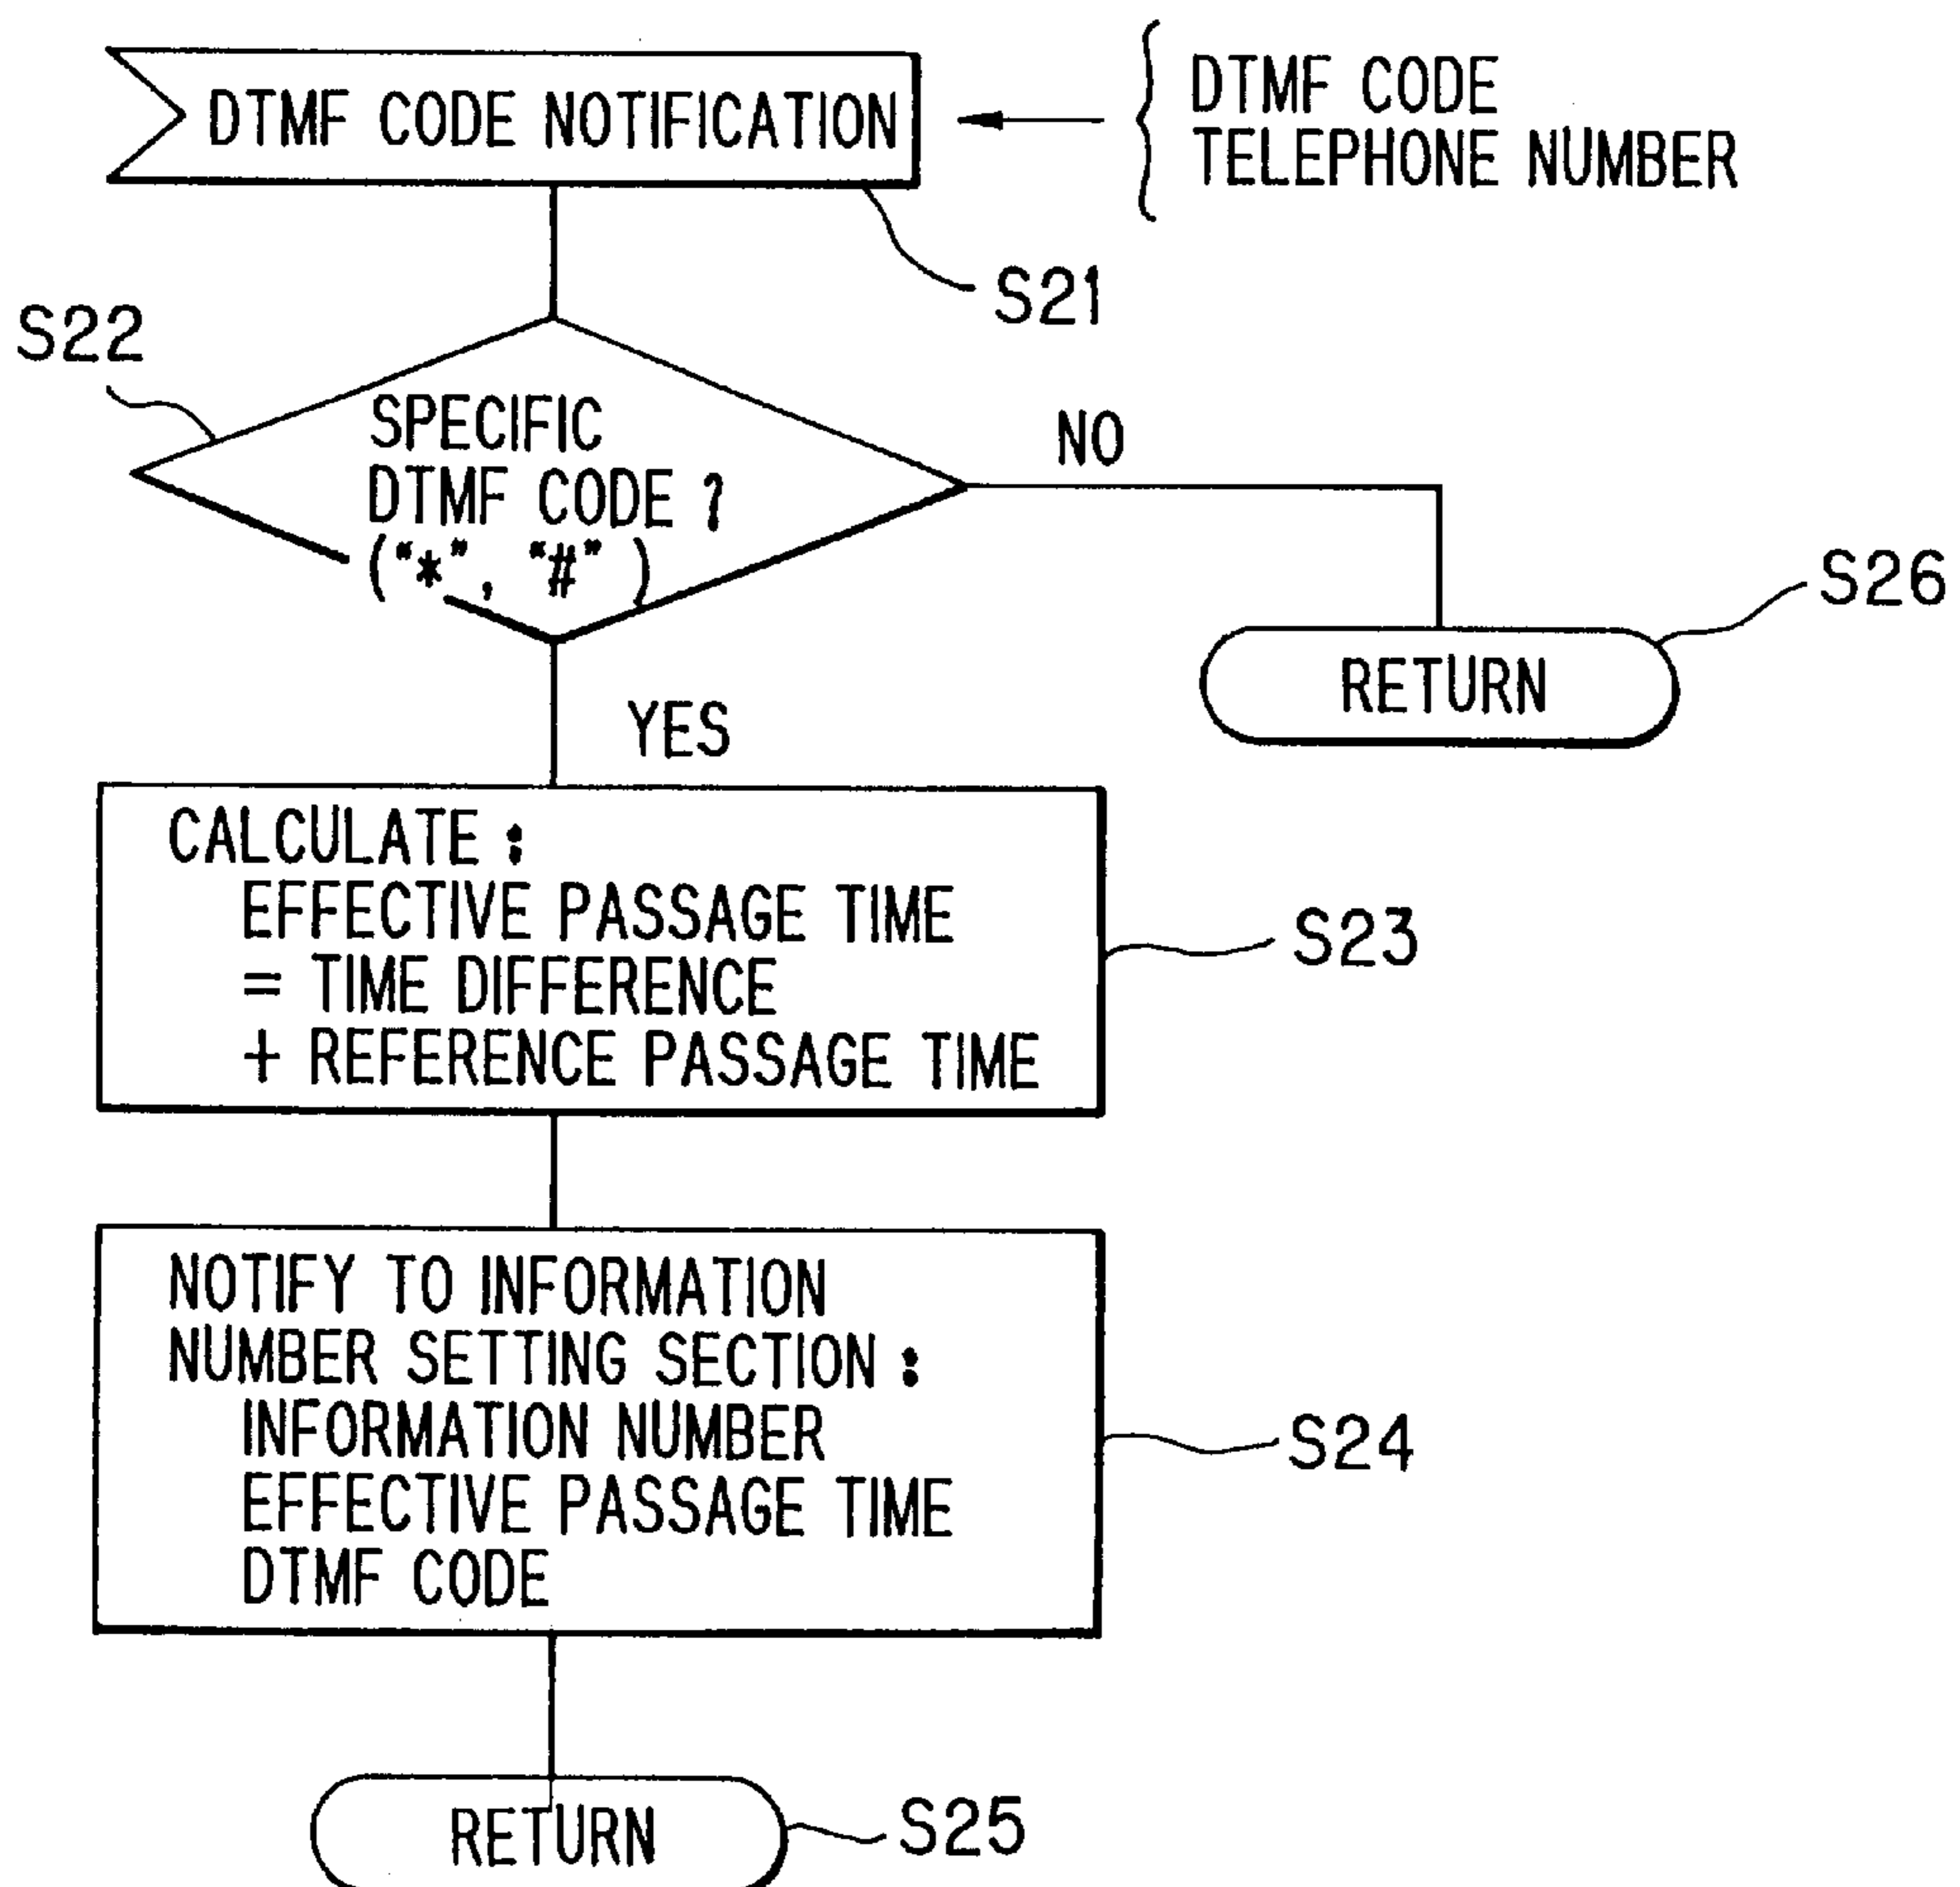 DTMF CODE NOTIFICATION
DTMF CODE
TELEPHONE NUMBER
S21
S22
SPECIFIC
DTMF CODE ?
(“*”, “#”)
NO
S26
RETURN
YES
CALCULATE :
EFFECTIVE PASSAGE TIME
= TIME DIFFERENCE
+ REFERENCE PASSAGE TIME
S23
NOTIFY TO INFORMATION
NUMBER SETTING SECTION :
INFORMATION NUMBER
EFFECTIVE PASSAGE TIME
DTMF CODE
S24
RETURN
S25